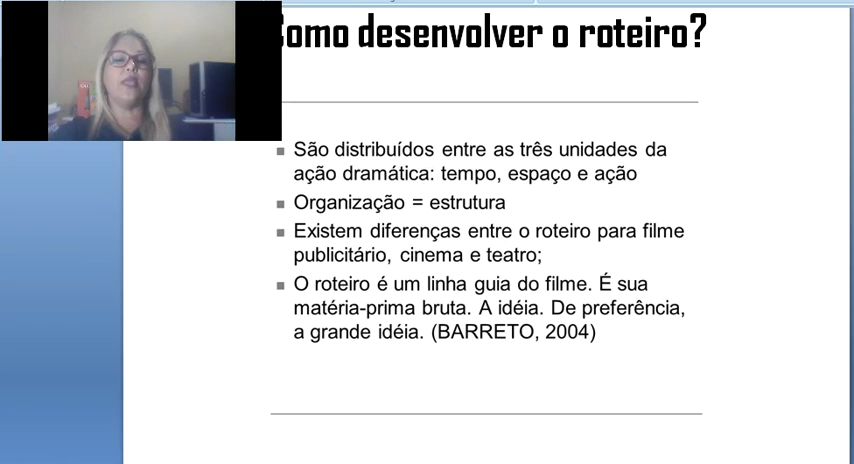 Como desenvolver o roteiro?
São distribuídos entre as três unidades da
ação dramática: tempo, espaço e ação
Organização = estrutura
Existem diferenças entre o roteiro para filme
publicitário, cinema e teatro;
O roteiro é um linha guia do filme. É sua
matéria-prima bruta. A idéia. De preferência,
a grande idéia. (BARRETO, 2004)